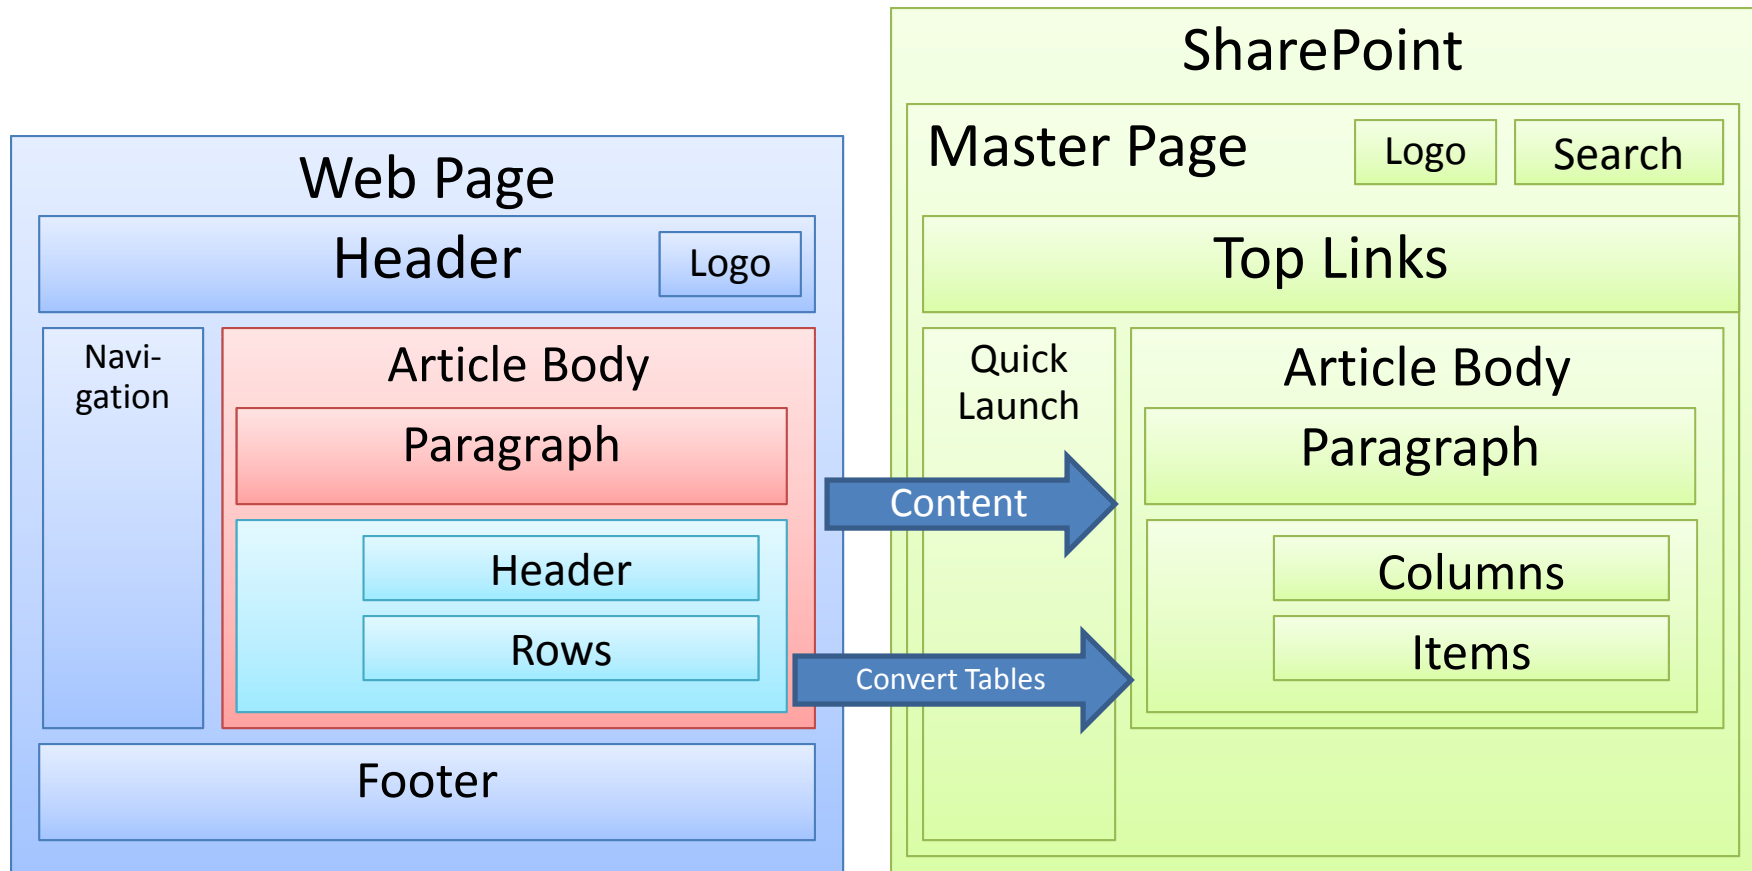 Web Page
Header
Logo
Navi-
gation
Article Body
Paragraph
Header
Rows
Footer
Content
Convert Tables
SharePoint
Master Page
Logo
Search
Top Links
Quick
Launch
Article Body
Paragraph
Columns
Items